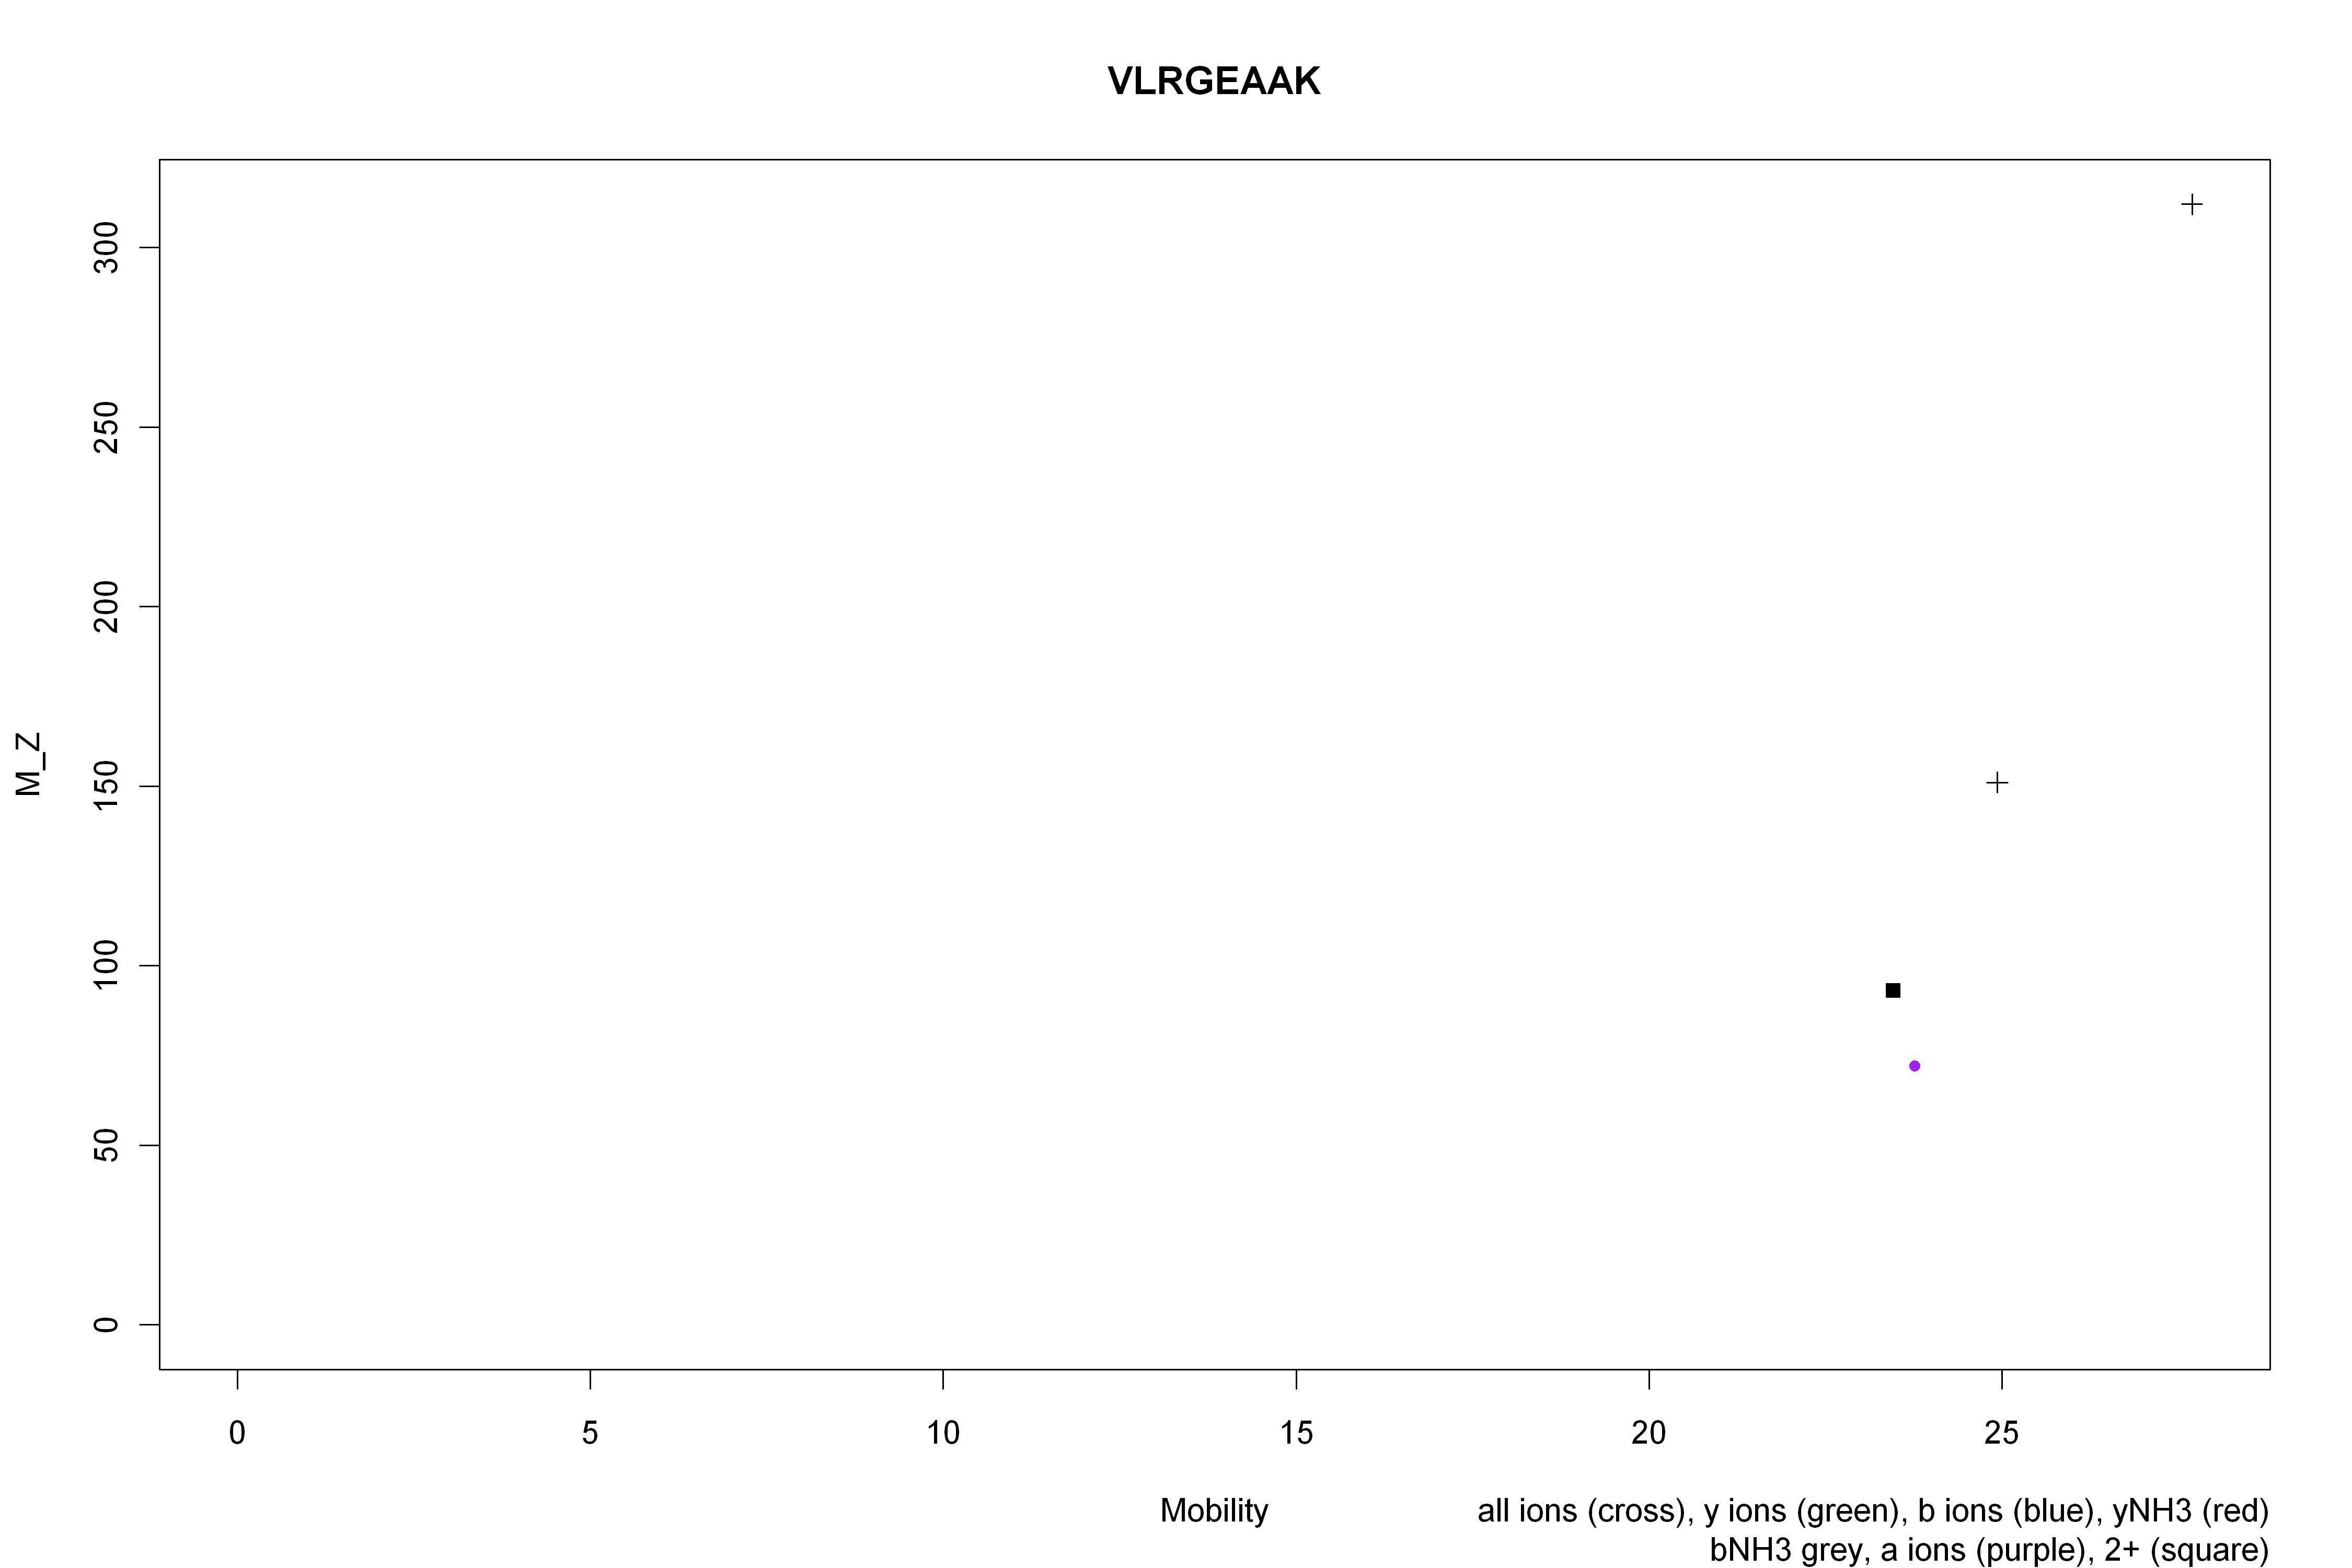 VLRGEAAK
300
250
200
150
100
50
0
M_Z
0 5 10 15 20 25
Mobility
all ions (cross), y ions (green), b ions (blue), yNH3 (red)
bNH3 grey, a ions (purple), 2+ (square)